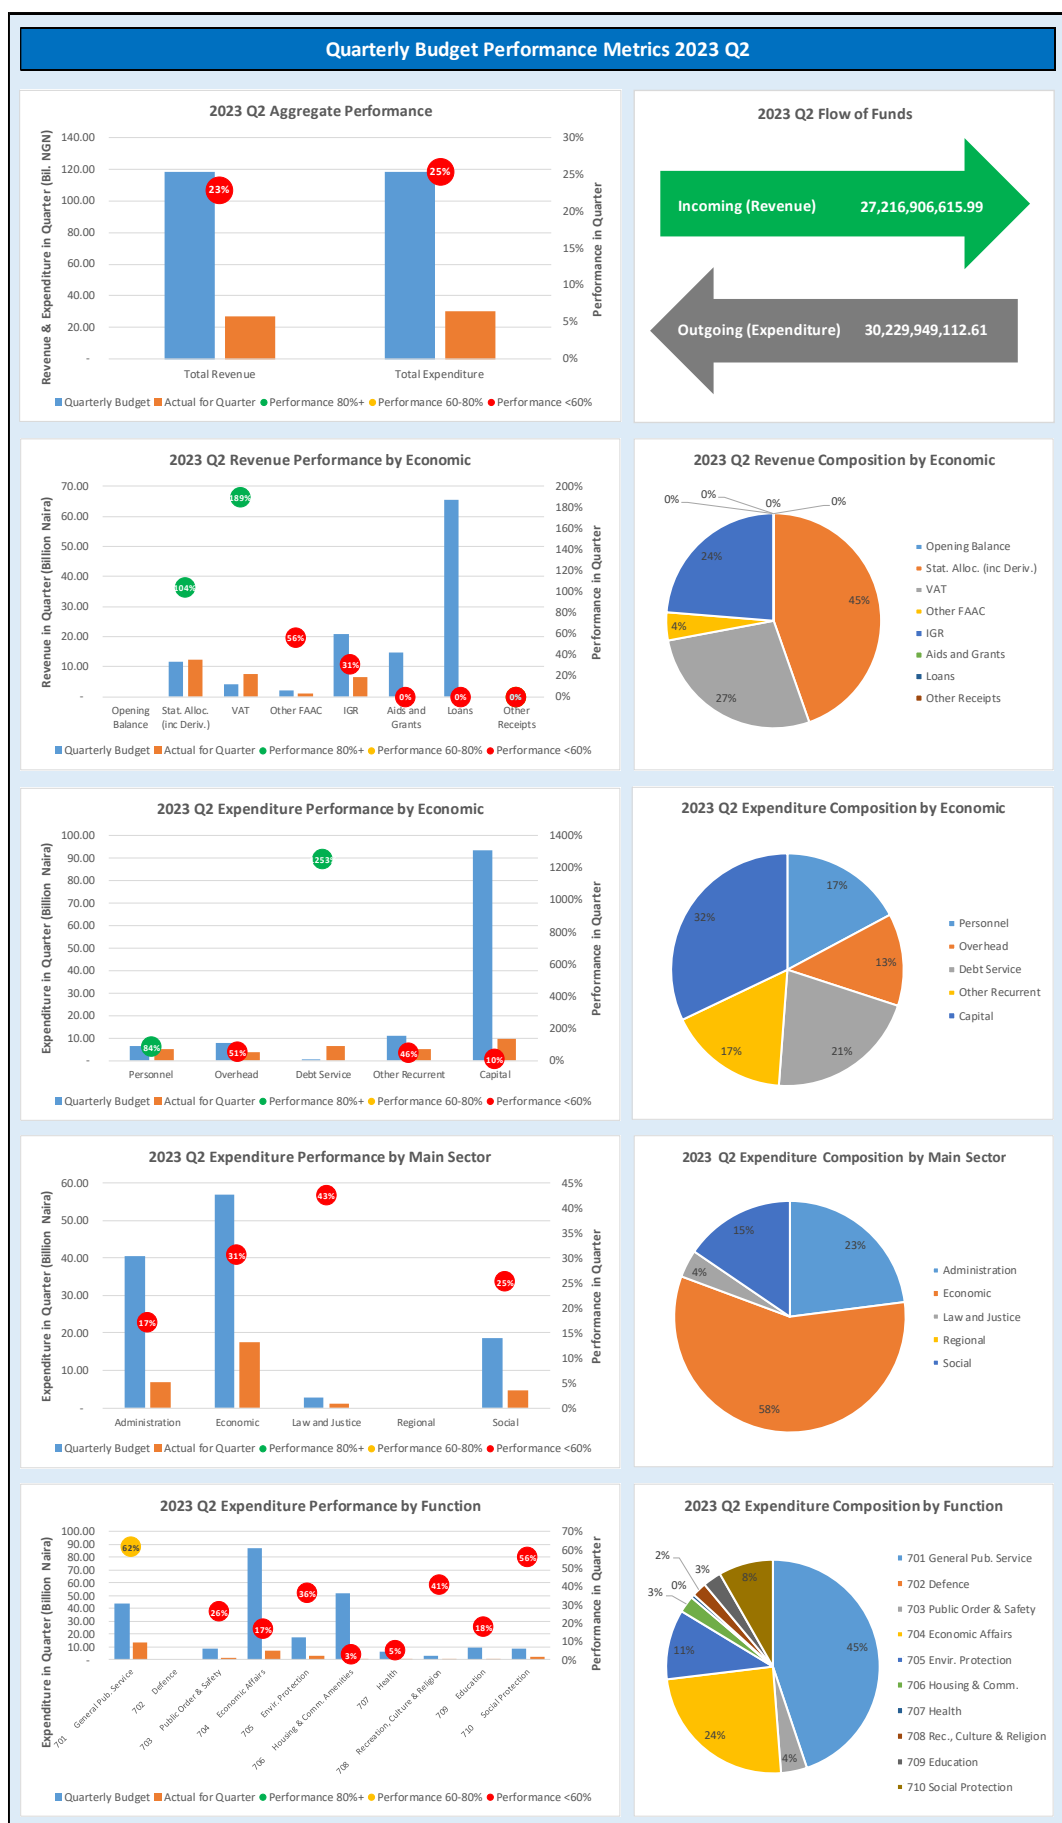 Quarterly Budget Performance Metrics 2023 Q2
2023 Q2 Aggregate Performance
Revenue & Expenditure in Quarter (Bil. NGN)
140.00
120.00
100.00
80.00
60.00
40.00
20.00
-
30%
25%
20%
15%
10%
5%
0%
Performance in Quarter
23%
25%
Total Revenue
Total Expenditure
Quarterly Budget Actual for Quarter Performance 80%+ Performance 60-80% Performance <60%
2023 Q2 Flow of Funds
Incoming (Revenue) 27,216,906,615.99
Outgoing (Expenditure) 30,229,949,112.61
2023 Q2 Revenue Performance by Economic
Revenue in Quarter (Billion Naira)
70.00
60.00
50.00
40.00
30.00
20.00
10.00
-
200%
180%
160%
140%
120%
100%
80%
60%
40%
20%
0%
Performance in Quarter
104%
189%
56%
31%
0%
0%
0%
Opening Balance
Stat. Alloc. (inc Deriv.)
VAT
Other FAAC
IGR
Aids and Grants
Loans
Other Receipts
Quarterly Budget Actual for Quarter Performance 80%+ Performance 60-80% Performance <60%
2023 Q2 Revenue Composition by Economic
0%
0%
0%
0%
24%
45%
4%
27%
Opening Balance
Stat. Alloc. (inc Deriv.)
VAT
Other FAAC
IGR
Aids and Grants
Loans
Other Receipts
2023 Q2 Expenditure Performance by Economic
Expenditure in Quarter (Billion Naira)
100.00
90.00
80.00
70.00
60.00
50.00
40.00
30.00
20.00
10.00
-
1400%
1200%
1000%
800%
600%
400%
200%
0%
Performance in Quarter
84%
51%
253%
46%
10%
Personnel
Overhead
Debt Service
Other Recurrent
Capital
Quarterly Budget Actual for Quarter Performance 80%+ Performance 60-80% Performance <60%
2023 Q2 Expenditure Composition by Economic
17%
32%
13%
17%
21%
Personnel
Overhead
Debt Service
Other Recurrent
Capital
2023 Q2 Expenditure Performance by Main Sector
Expenditure in Quarter (Billion Naira)
60.00
50.00
40.00
30.00
20.00
10.00
-
45%
40%
35%
30%
25%
20%
15%
10%
5%
0%
Performance in Quarter
17%
31%
43%
25%
Administration
Economic
Law and Justice
Regional
Social
Quarterly Budget Actual for Quarter Performance 80%+ Performance 60-80% Performance <60%
2023 Q2 Expenditure Composition by Main Sector
15%
23%
4%
58%
Administration
Economic
Law and Justice
Regional
Social
2023 Q2 Expenditure Performance by Function
Expenditure in Quarter (Billion Naira)
100.00
90.00
80.00
70.00
60.00
50.00
40.00
30.00
20.00
10.00
-
70%
60%
50%
40%
30%
20%
10%
0%
Performance in Quarter
62%
26%
17%
36%
3%
5%
41%
18%
56%
701 General Pub. Service
702 Defence
703 Public Order & Safety
704 Economic Affairs
705 Envir. Protection
706 Housing & Comm. Amenities
707 Health
708 Recreation, Culture & Religion
709 Education
710 Social Protection
Quarterly Budget Actual for Quarter Performance 80%+ Performance 60-80% Performance <60%
2023 Q2 Expenditure Composition by Function
2%
3%
8%
0%
3%
11%
45%
24%
4%
701 General Pub. Service
702 Defence
703 Public Order & Safety
704 Economic Affairs
705 Envir. Protection
706 Housing & Comm.
707 Health
708 Rec., Culture & Religion
709 Education
710 Social Protection